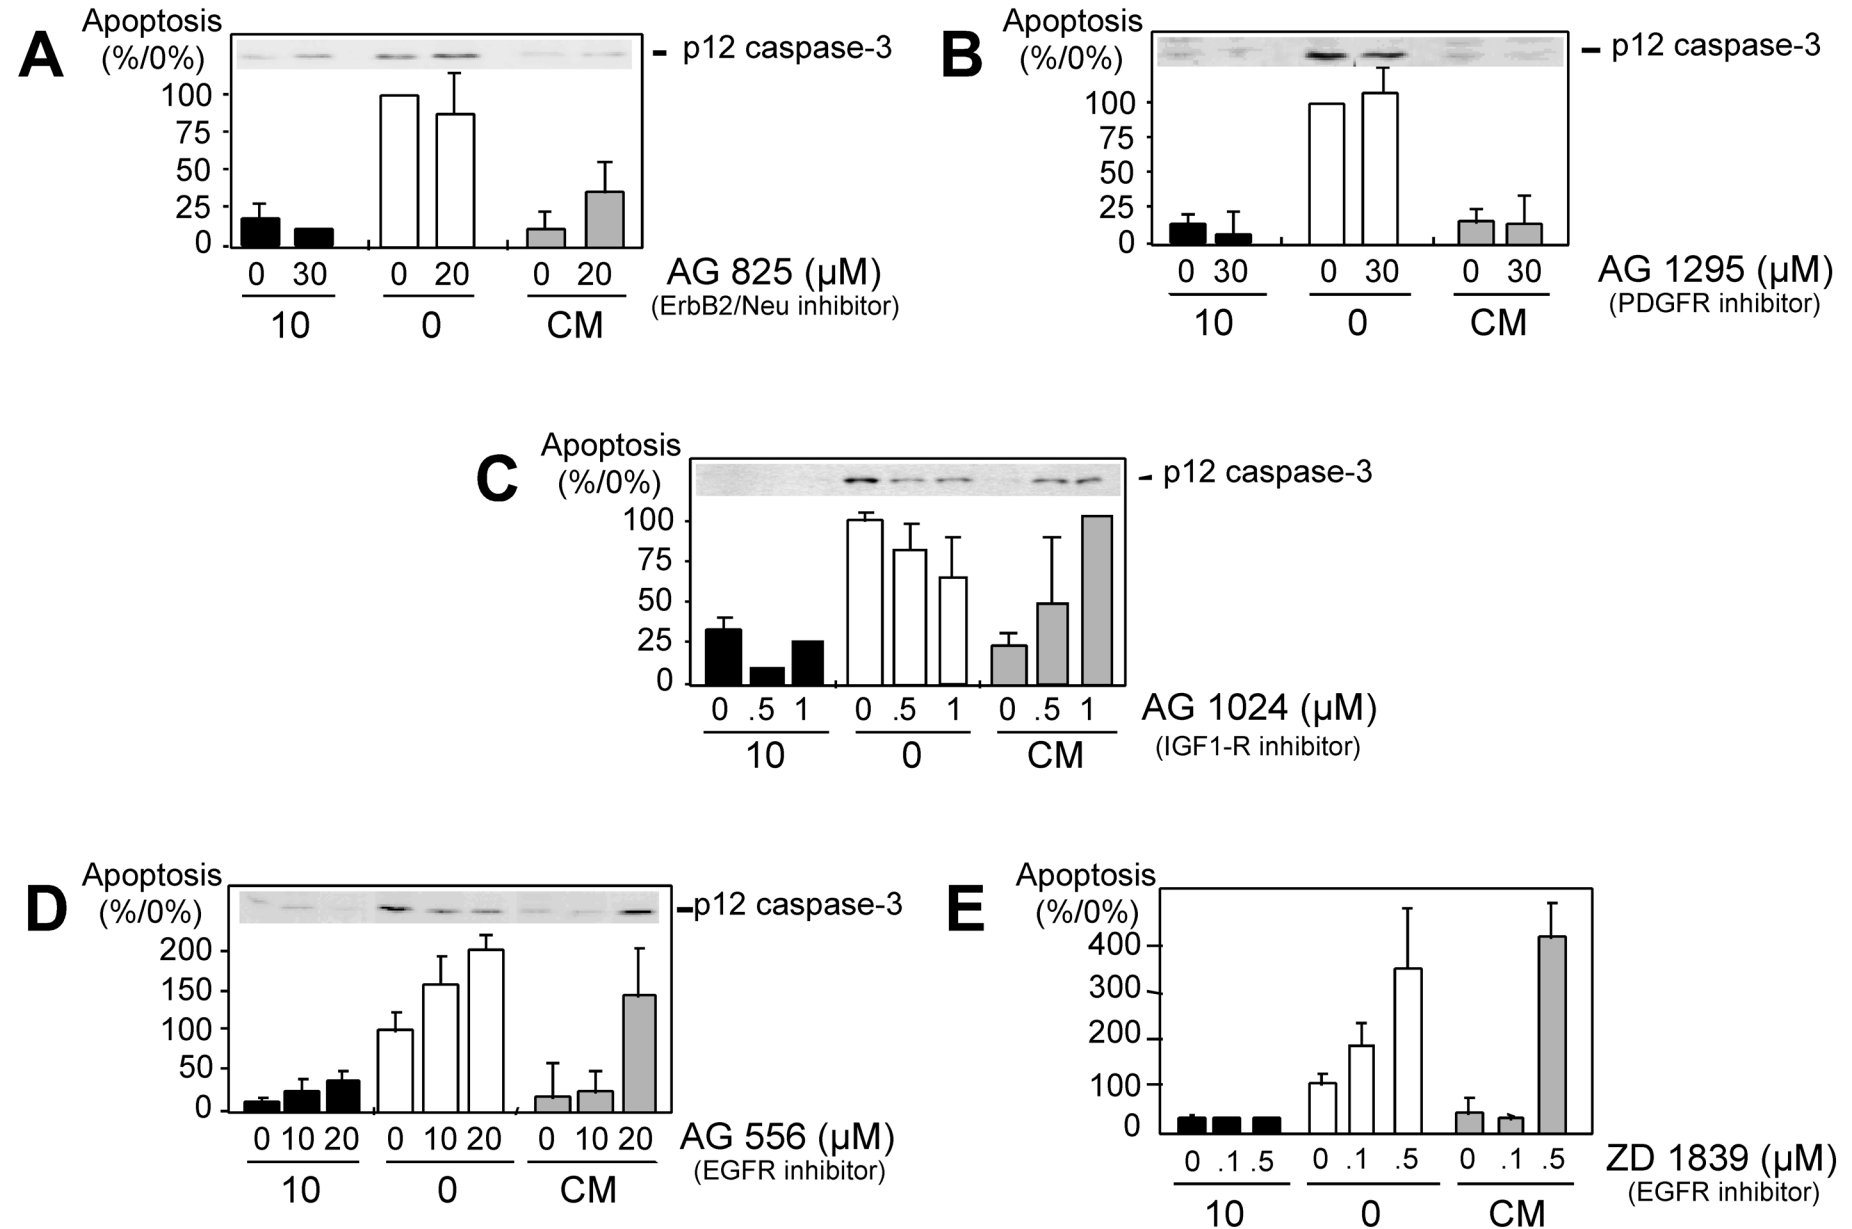 A
Apoptosis
(%/0%)
p12 caspase-3
100
75
50
25
0
0 30 0 20 0 20 AG 825 (µM)
(ErbB2/Neu inhibitor)
10 0 CM
B
Apoptosis
(%/0%)
p12 caspase-3
100
75
50
25
0
0 30 0 30 0 30 AG 1295 (µM)
(PDGFR inhibitor)
10 0 CM
C
Apoptosis
(%/0%)
p12 caspase-3
100
75
50
25
0
0 .5 1 0 .5 1 0 .5 1 AG 1024 (µM)
(IGF1-R inhibitor)
10 0 CM
D
Apoptosis
(%/0%)
p12 caspase-3
200
150
100
50
0
0 10 20 0 10 20 0 10 20 AG 556 (µM)
(EGFR inhibitor)
10 0 CM
E
Apoptosis
(%/0%)
400
300
200
100
0
0 .1 .5 0 .1 .5 0 .1 .5 ZD 1839 (µM)
(EGFR inhibitor)
10 0 CM